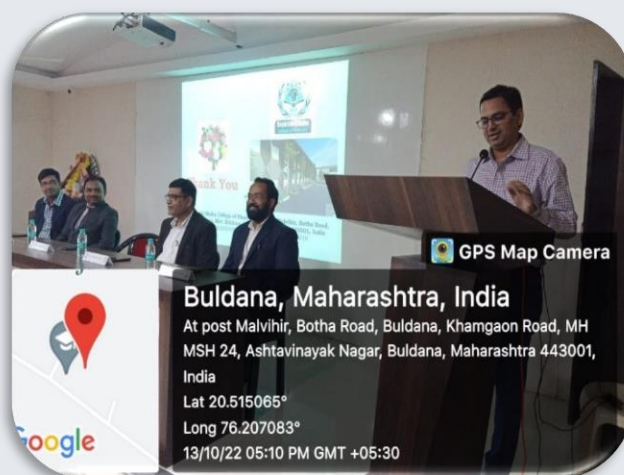 Thank You
GPS Map Camera
Buldana, Maharashtra, India
At post Malvihir, Botha Road, Buldana, Khamgaon Road, MH
MSH 24, Ashtavinayak Nagar, Buldana, Maharashtra 443001,
India
Lat 20.515065°
Long 76.207083°
13/10/22 05:10 PM GMT +05:30
Google